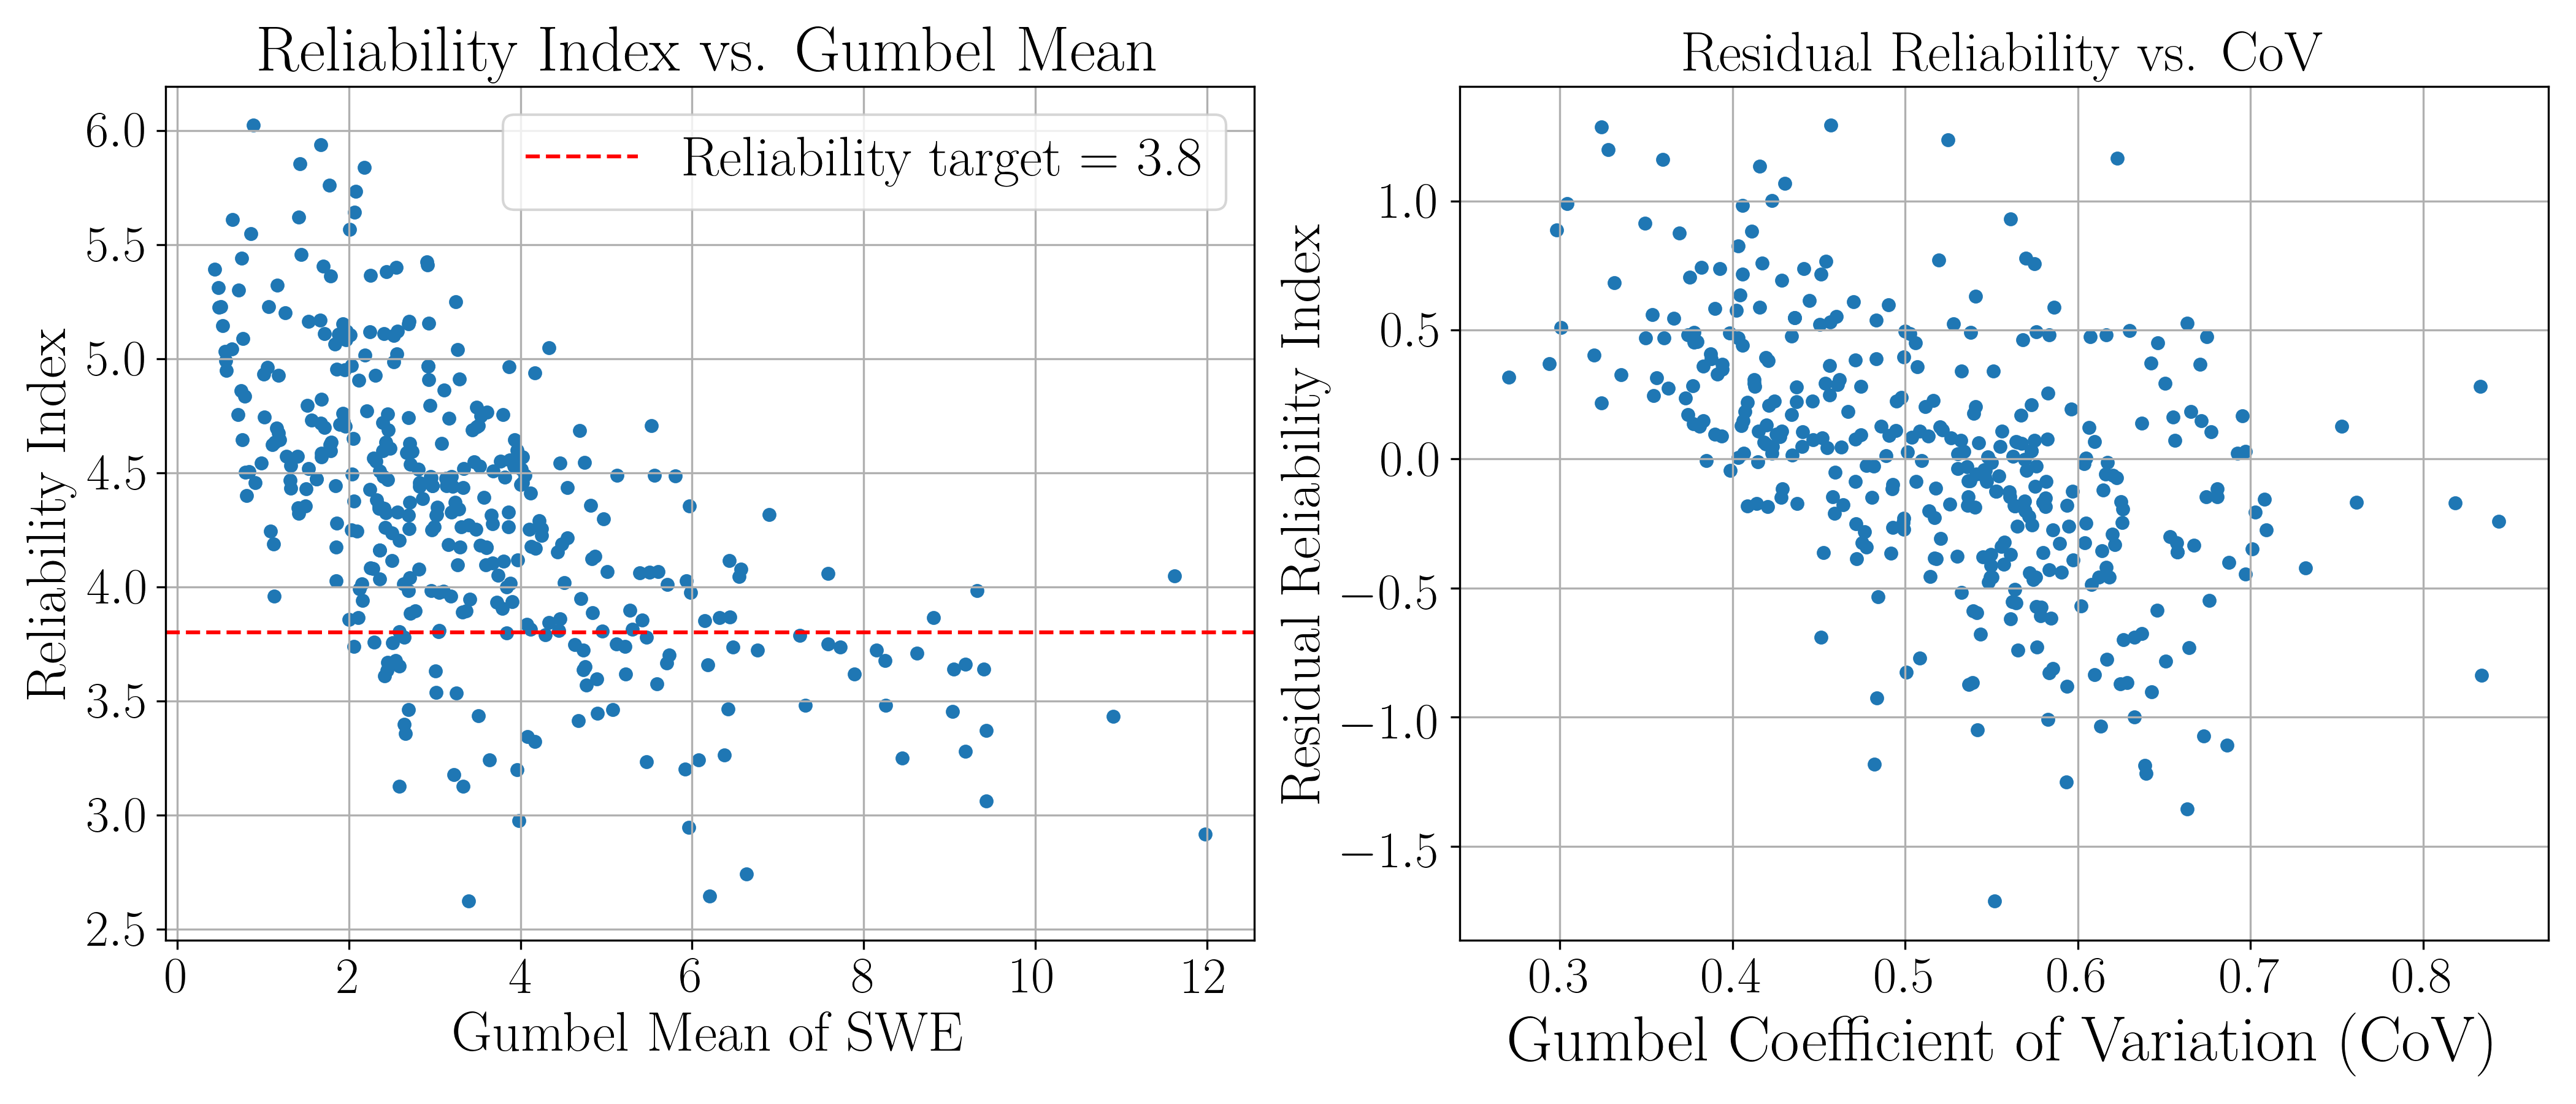 Reliability Index vs. Gumbel Mean
Reliability target = 3.8
6.0
5.5
5.0
4.5
4.0
3.5
3.0
2.5
Reliability Index
0 2 4 6 8 10 12
Gumbel Mean of SWE
Residual Reliability vs. CoV
1.0
0.5
0.0
−0.5
−1.0
−1.5
Residual Reliability Index
0.3 0.4 0.5 0.6 0.7 0.8
Gumbel Coefficient of Variation (CoV)